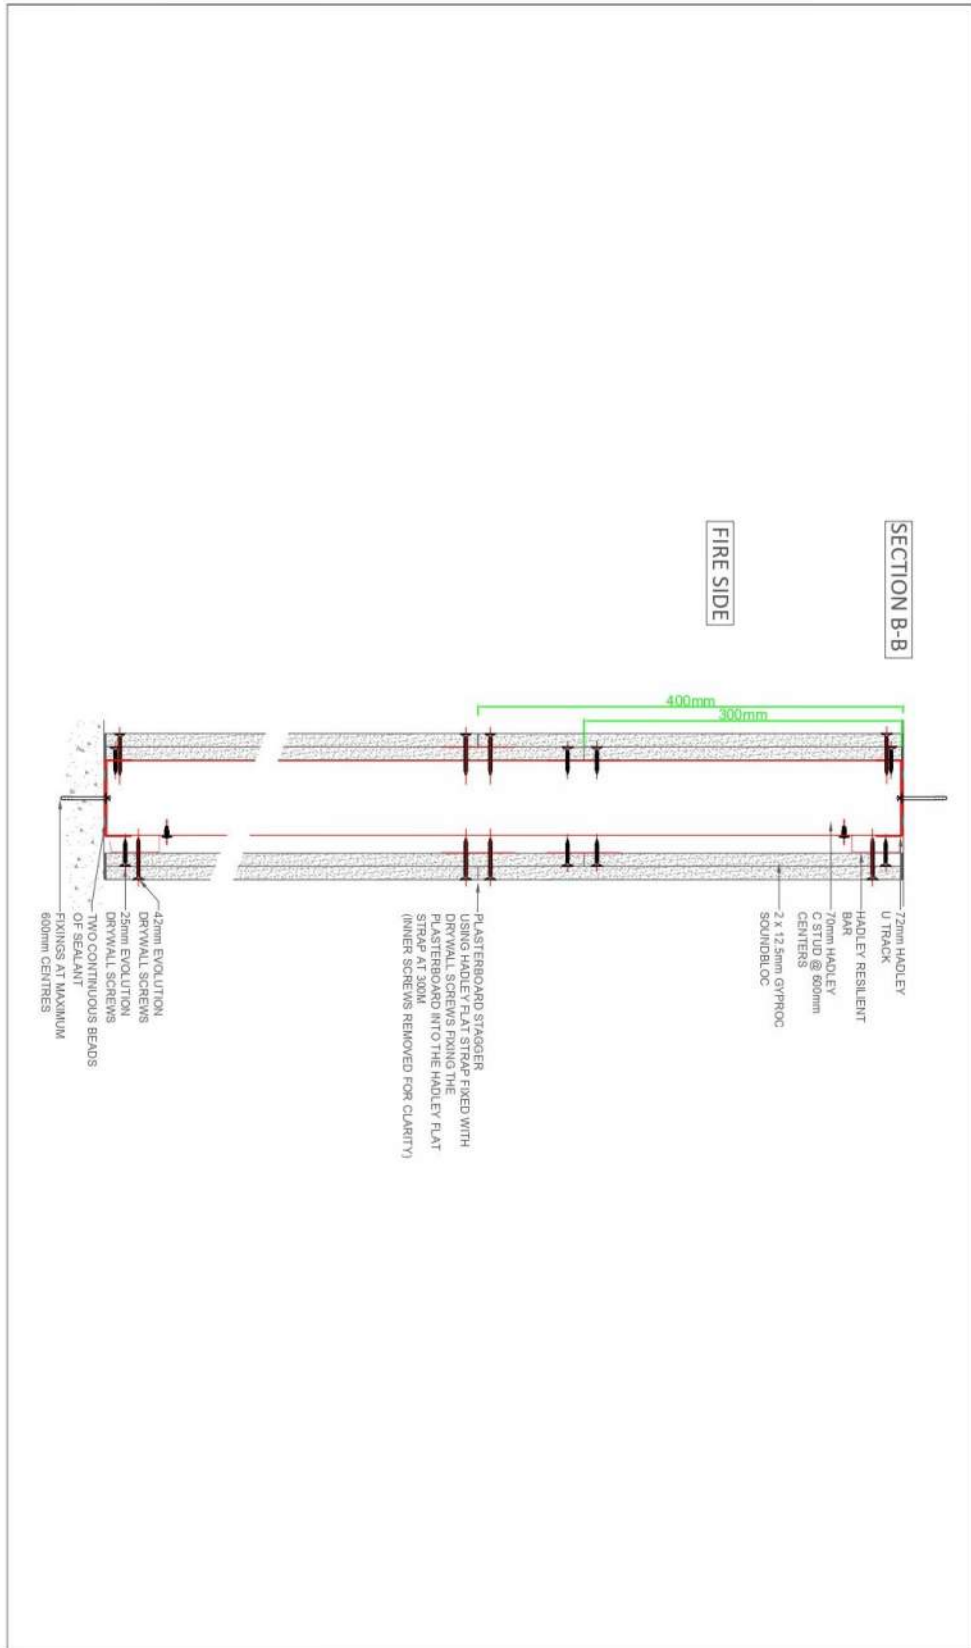 SECTION B-B
FIRE SIDE
400mm
300mm
72mm HADLEY
U TRACK
HADLEY RESILIENT
BAR
70mm HADLEY
C STUD @ 600mm
CENTERS
2 x 12.5mm GYPROC
SOUNDBLOC
PLASTERBOARD STAGGER
USING HADLEY FLAT STRAP FIXED WITH
DRYWALL SCREWS FIXING THE
PLASTERBOARD INTO THE HADLEY FLAT
STRAP AT 300M
(INNER SCREWS REMOVED FOR CLARITY)
42mm EVOLUTION
DRYWALL SCREWS
25mm EVOLUTION
DRYWALL SCREWS
TWO CONTINUOUS BEADS
OF SEALANT
FIXINGS AT MAXIMUM
600mm CENTRES